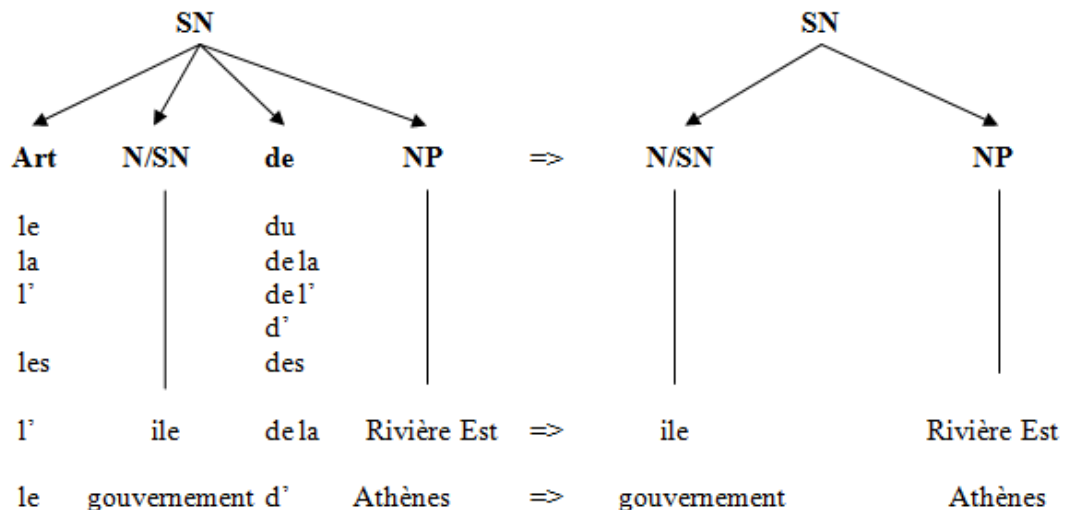 SN SN
Art N/SN de NP => N/SN NP
le du
la de la
l’ de l’
d’
les des
l’ ile de la Rivière Est => ile Rivière Est
le gouvernement d’ Athènes => gouvernement Athènes